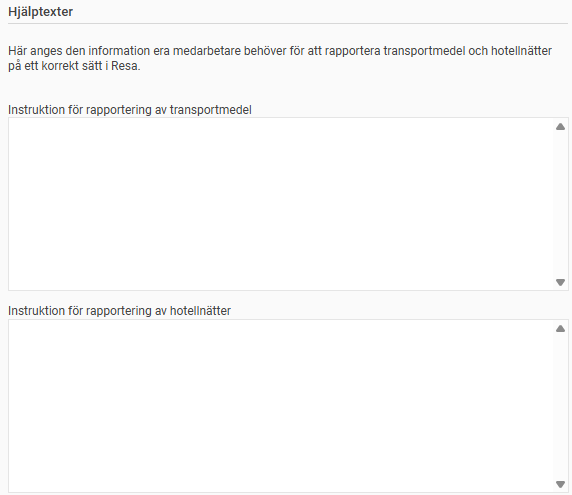 Hjälptexter
Här anges den information era medarbetare behöver för att rapportera transportmedel och hotellnätter
på ett korrekt sätt i Resa.
Instruktion för rapportering av transportmedel
Instruktion för rapportering av hotellnätter